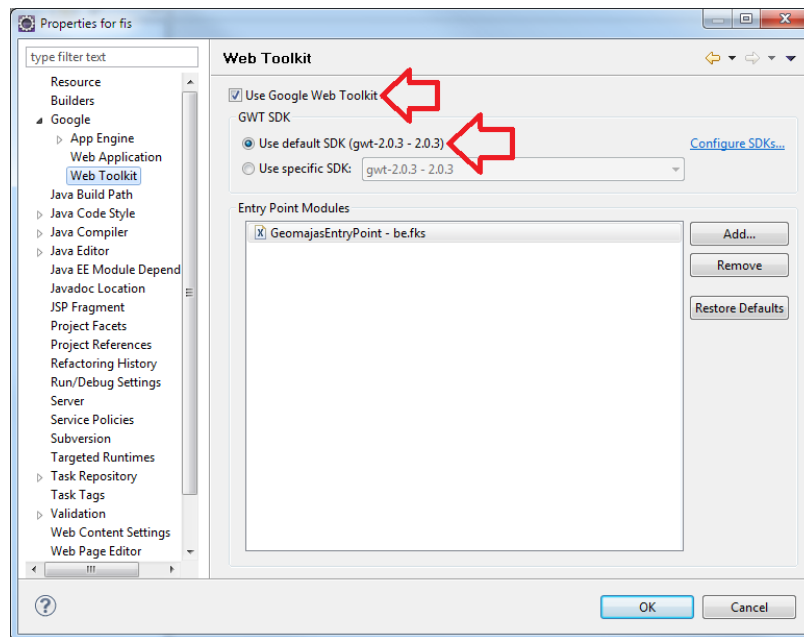 Properties for fis
type filter text
Resource
Builders
Google
App Engine
Web Application
Web Toolkit
Java Build Path
Java Code Style
Java Compiler
Java Editor
Java EE Module Depend
Javadoc Location
JSP Fragment
Project Facets
Project References
Refactoring History
Run/Debug Settings
Server
Service Policies
Subversion
Targeted Runtimes
Task Repository
Task Tags
Validation
Web Content Settings
Web Page Editor
Web Toolkit
Use Google Web Toolkit
GWT SDK
Use default SDK (gwt-2.0.3 - 2.0.3)
Configure SDKs...
Use specific SDK: gwt-2.0.3 - 2.0.3
Entry Point Modules
GeomajasEntryPoint - be.fks
Add...
Remove
Restore Defaults
OK
Cancel